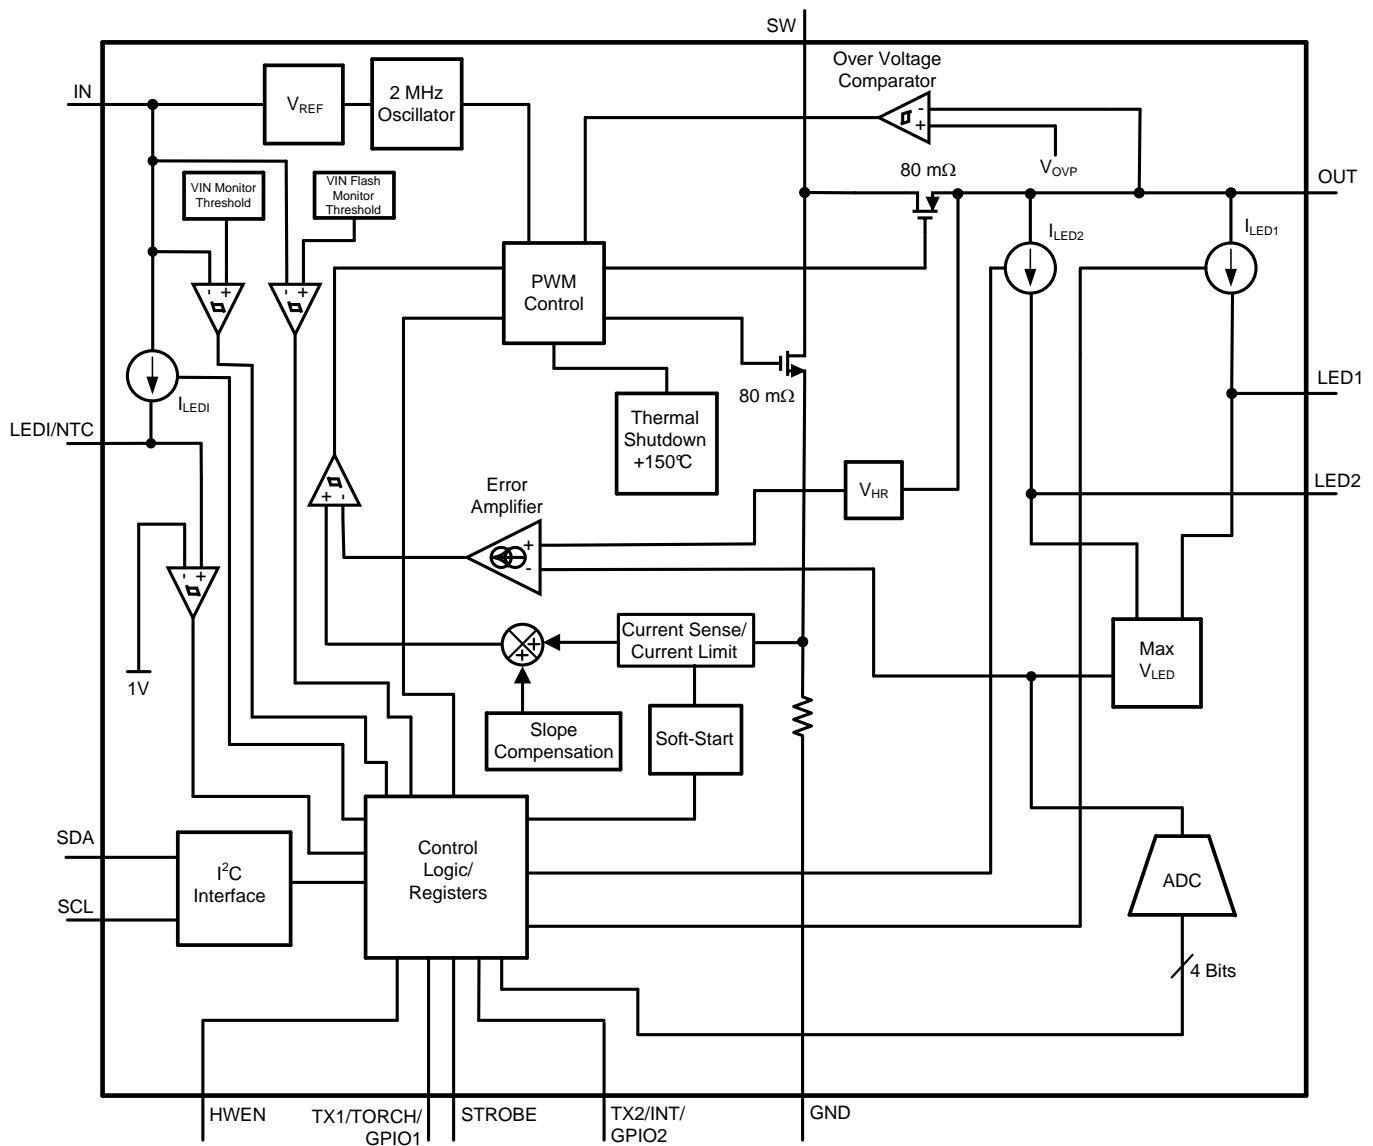 SW
Over Voltage
Comparator
IN
VREF
2 MHz
Oscillator
-
+
VOVP
80 mΩ
OUT
VIN Monitor
Threshold
VIN Flash
Monitor
Threshold
ILED2
ILED1
- +
- +
PWM
Control
ILEDI
80 mΩ
LED1
LEDI/NTC
Thermal
Shutdown
+150°C
VHR
LED2
+ -
Error
Amplifier
+
-
- +
1V
Current Sense/
Current Limit
+
+
Max
VLED
Slope
Compensation
Soft-Start
SDA
SCL
I2C
Interface
Control
Logic/
Registers
ADC
4 Bits
HWEN
TX1/TORCH/
GPIO1
STROBE
TX2/INT/
GPIO2
GND